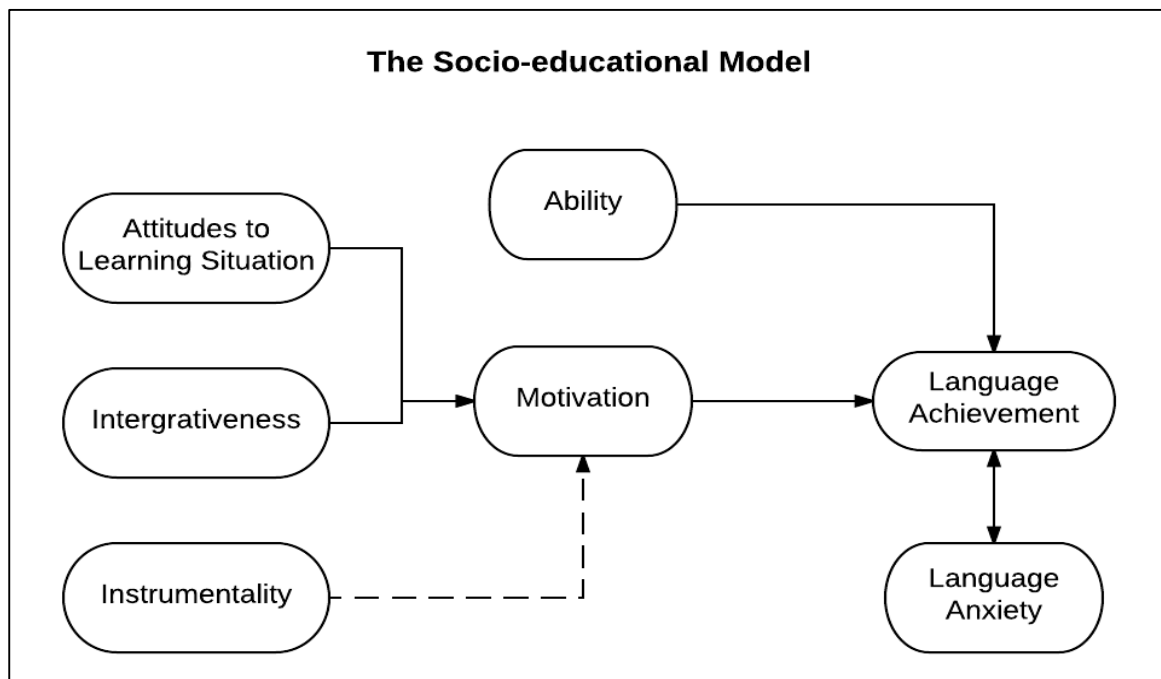 The Socio-educational Model
Ability
Attitudes to
Learning Situation
Motivation
Language
Achievement
Intergrativeness
Instrumentality
Language
Anxiety